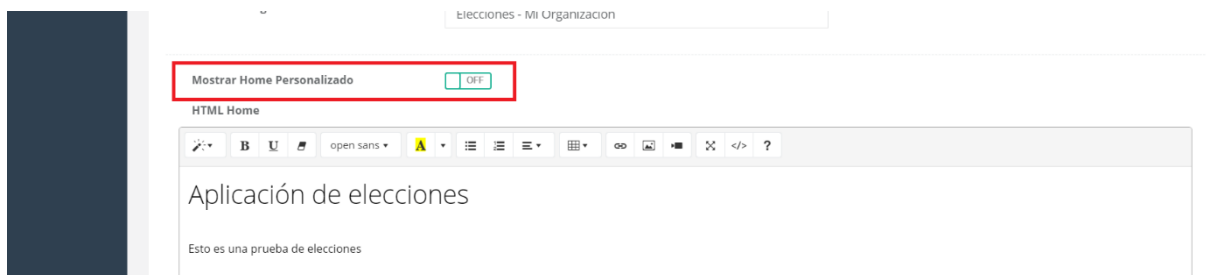 Elecciones - Mi Organización
Mostrar Home Personalizado OFF
HTML Home
B U open sans A </> ?
Aplicación de elecciones
Esto es una prueba de elecciones